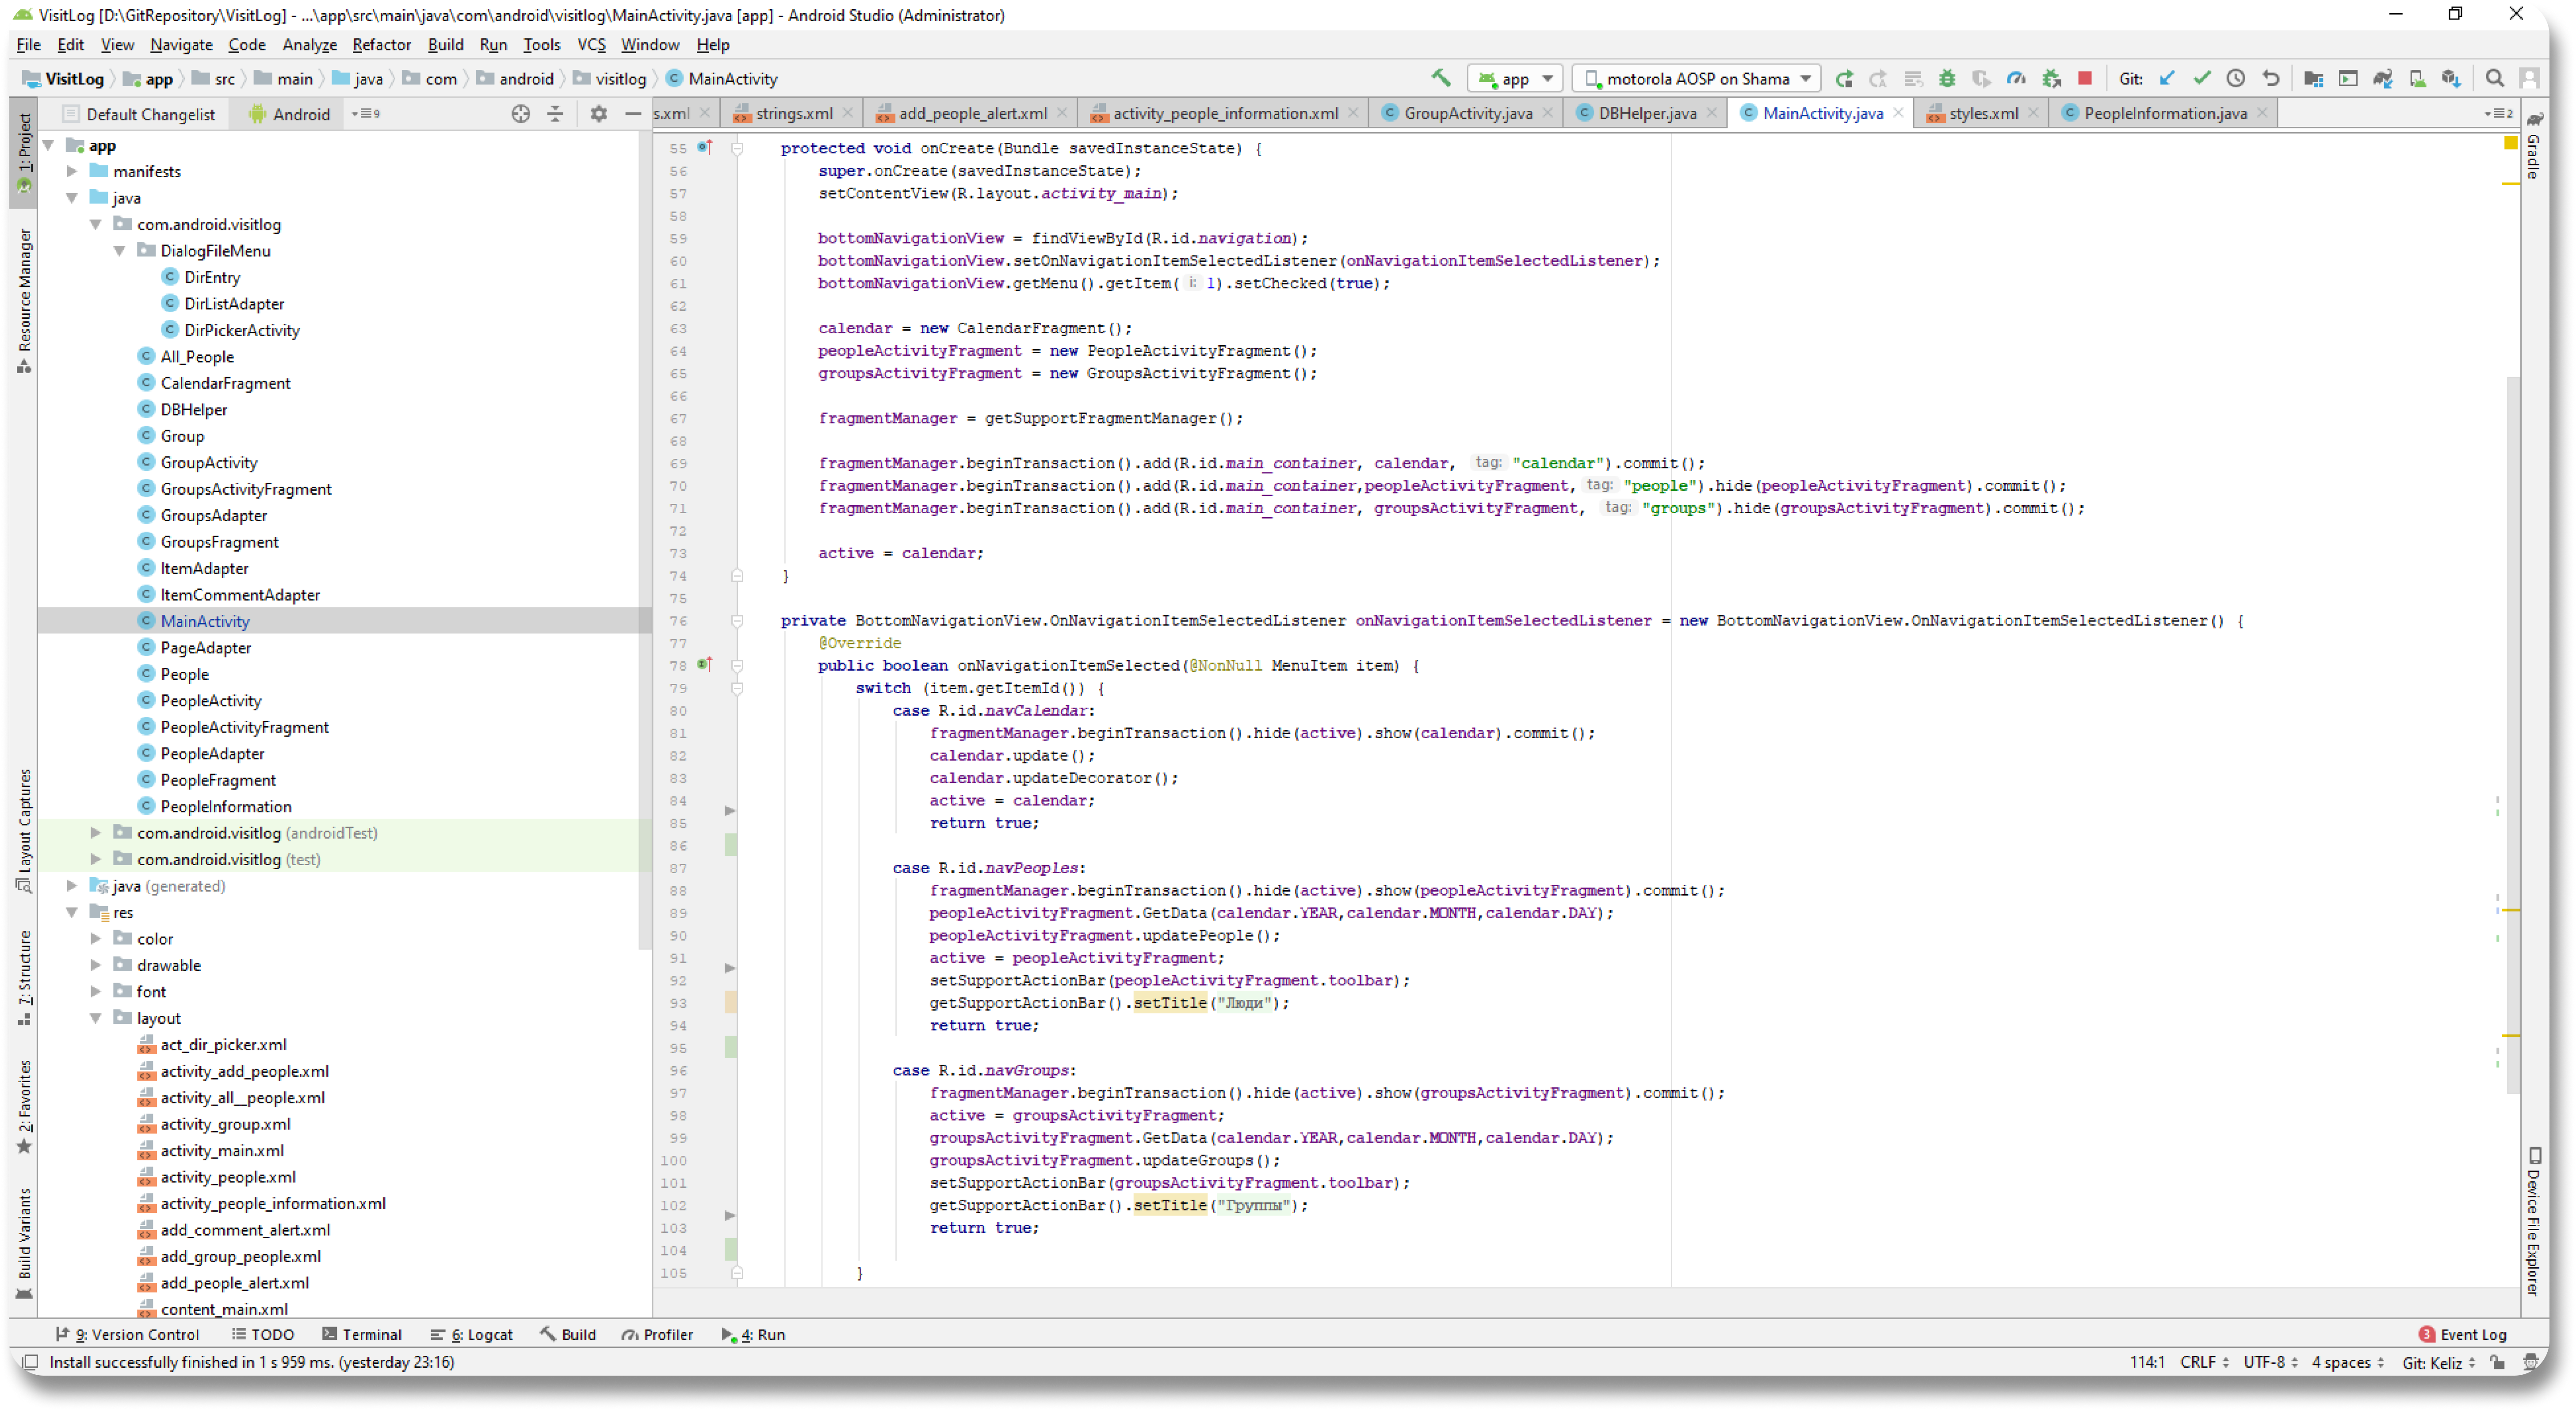 VisitLog [D:\GitRepository\VisitLog] - ...\app\src\main\java\com\android\visitlog\MainActivity.java [app] - Android Studio (Administrator)
File Edit View Navigate Code Analyze Refactor Build Run Tools VCS Window Help
VisitLog app src main java com android visitlog MainActivity app motorola AOSP on Shama Git:
Default Changelist Android 9 s.xml strings.xml add_people_alert.xml activity_people_information.xml GroupActivity.java DBHelper.java MainActivity.java styles.xml PeopleInformation.java 2
1: Project
Resource Manager
Layout Captures
7: Structure
2: Favorites
Build Variants
app
manifests
java
com.android.visitlog
DialogFileMenu
DirEntry
DirListAdapter
DirPickerActivity
All_People
CalendarFragment
DBHelper
Group
GroupActivity
GroupsActivityFragment
GroupsAdapter
GroupsFragment
ItemAdapter
ItemCommentAdapter
MainActivity
PageAdapter
People
PeopleActivity
PeopleActivityFragment
PeopleAdapter
PeopleFragment
PeopleInformation
com.android.visitlog (androidTest)
com.android.visitlog (test)
java (generated)
res
color
drawable
font
layout
act_dir_picker.xml
activity_add_people.xml
activity_all__people.xml
activity_group.xml
activity_main.xml
activity_people.xml
activity_people_information.xml
add_comment_alert.xml
add_group_people.xml
add_people_alert.xml
content_main.xml
55 protected void onCreate(Bundle savedInstanceState) {
56 super.onCreate(savedInstanceState);
57 setContentView(R.layout.activity_main);
58
59 bottomNavigationView = findViewById(R.id.navigation);
60 bottomNavigationView.setOnNavigationItemSelectedListener(onNavigationItemSelectedListener);
61 bottomNavigationView.getMenu().getItem( i: 1).setChecked(true);
62
63 calendar = new CalendarFragment();
64 peopleActivityFragment = new PeopleActivityFragment();
65 groupsActivityFragment = new GroupsActivityFragment();
66
67 fragmentManager = getSupportFragmentManager();
68
69 fragmentManager.beginTransaction().add(R.id.main_container, calendar, tag: "calendar").commit();
70 fragmentManager.beginTransaction().add(R.id.main_container,peopleActivityFragment, tag: "people").hide(peopleActivityFragment).commit();
71 fragmentManager.beginTransaction().add(R.id.main_container, groupsActivityFragment, tag: "groups").hide(groupsActivityFragment).commit();
72
73 active = calendar;
74 }
75
76 private BottomNavigationView.OnNavigationItemSelectedListener onNavigationItemSelectedListener = new BottomNavigationView.OnNavigationItemSelectedListener() {
77 @Override
78 public boolean onNavigationItemSelected(@NonNull MenuItem item) {
79 switch (item.getItemId()) {
80 case R.id.navCalendar:
81 fragmentManager.beginTransaction().hide(active).show(calendar).commit();
82 calendar.update();
83 calendar.updateDecorator();
84 active = calendar;
85 return true;
86
87 case R.id.navPeoples:
88 fragmentManager.beginTransaction().hide(active).show(peopleActivityFragment).commit();
89 peopleActivityFragment.GetData(calendar.YEAR,calendar.MONTH,calendar.DAY);
90 peopleActivityFragment.updatePeople();
91 active = peopleActivityFragment;
92 setSupportActionBar(peopleActivityFragment.toolbar);
93 getSupportActionBar().setTitle("Люди");
94 return true;
95
96 case R.id.navGroups:
97 fragmentManager.beginTransaction().hide(active).show(groupsActivityFragment).commit();
98 active = groupsActivityFragment;
99 groupsActivityFragment.GetData(calendar.YEAR,calendar.MONTH,calendar.DAY);
100 groupsActivityFragment.updateGroups();
101 setSupportActionBar(groupsActivityFragment.toolbar);
102 getSupportActionBar().setTitle("Группы");
103 return true;
104
105 }
Gradle
Device File Explorer
9: Version Control TODO Terminal 6: Logcat Build Profiler 4: Run 3 Event Log
Install successfully finished in 1 s 959 ms. (yesterday 23:16) 114:1 CRLF UTF-8 4 spaces Git: Keliz